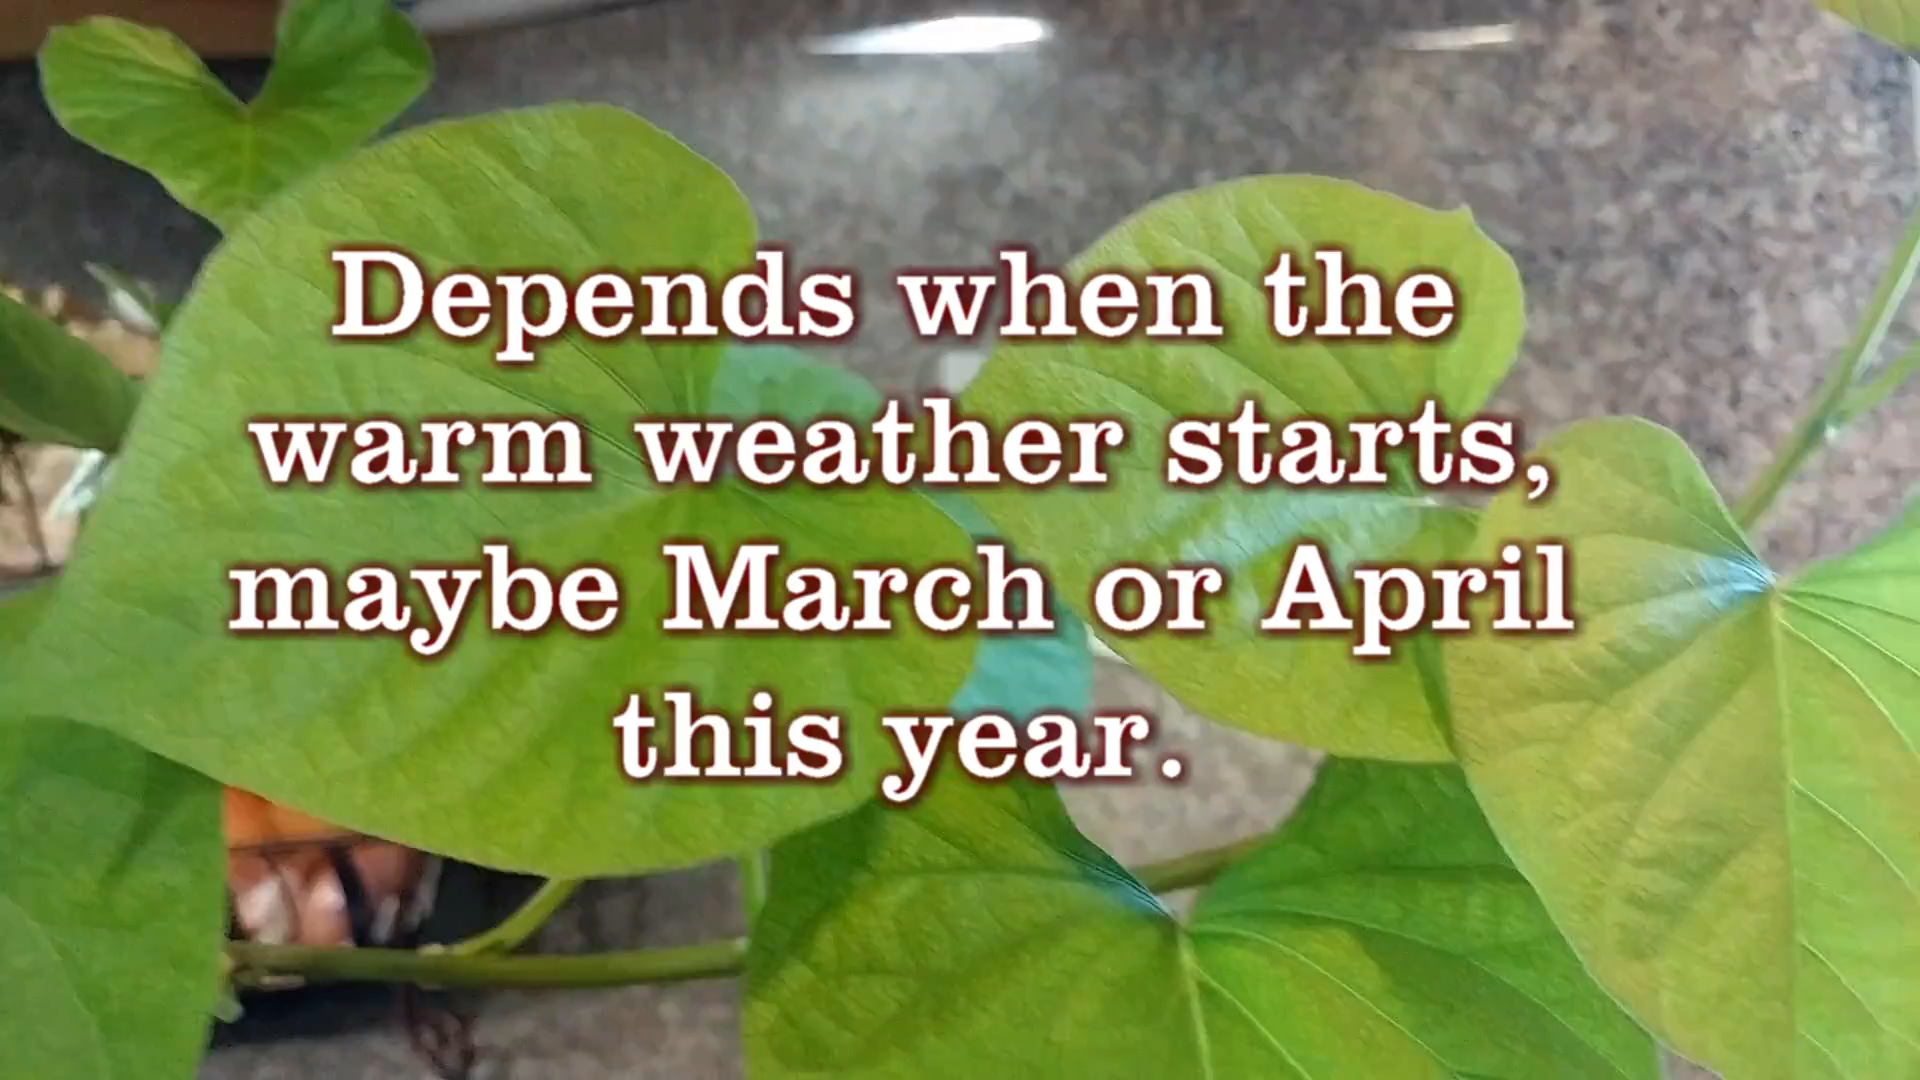 Depends when the
warm weather starts,
maybe March or April
this year.